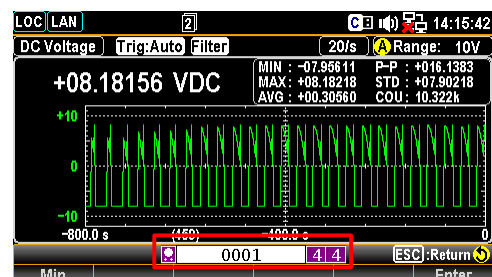 LOC LAN 2 C 14:15:42
DC Voltage Trig:Auto Filter 20/s A Range: 10V
+08.18156 VDC
MIN : -07.95611 P-P : +016.1383
MAX: +08.18218 STD : +07.90218
AVG : +00.30560 COU: 10.322k
+10
0
-10
-800.0 s (459) -400.0 s 0
0001 4 4 ESC :Return
Min Enter